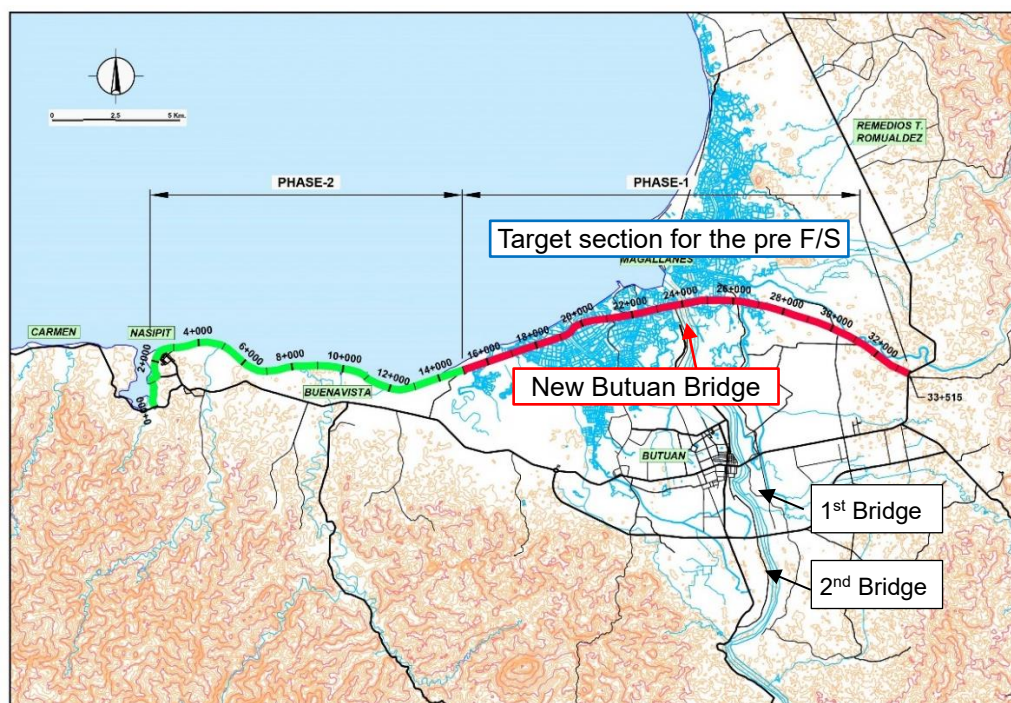 0 2.5 5 Km.
PHASE-2
PHASE-1
REMEDIOS T.
ROMUALDEZ
Target section for the pre F/S
MAGALLANES
CARMEN
NASIPIT
0+000
2+000
4+000
6+000
8+000
10+000
12+000
14+000
16+000
18+000
20+000
22+000
24+000
26+000
28+000
30+000
32+000
33+515
BUENAVISTA
New Butuan Bridge
BUTUAN
1st Bridge
2nd Bridge